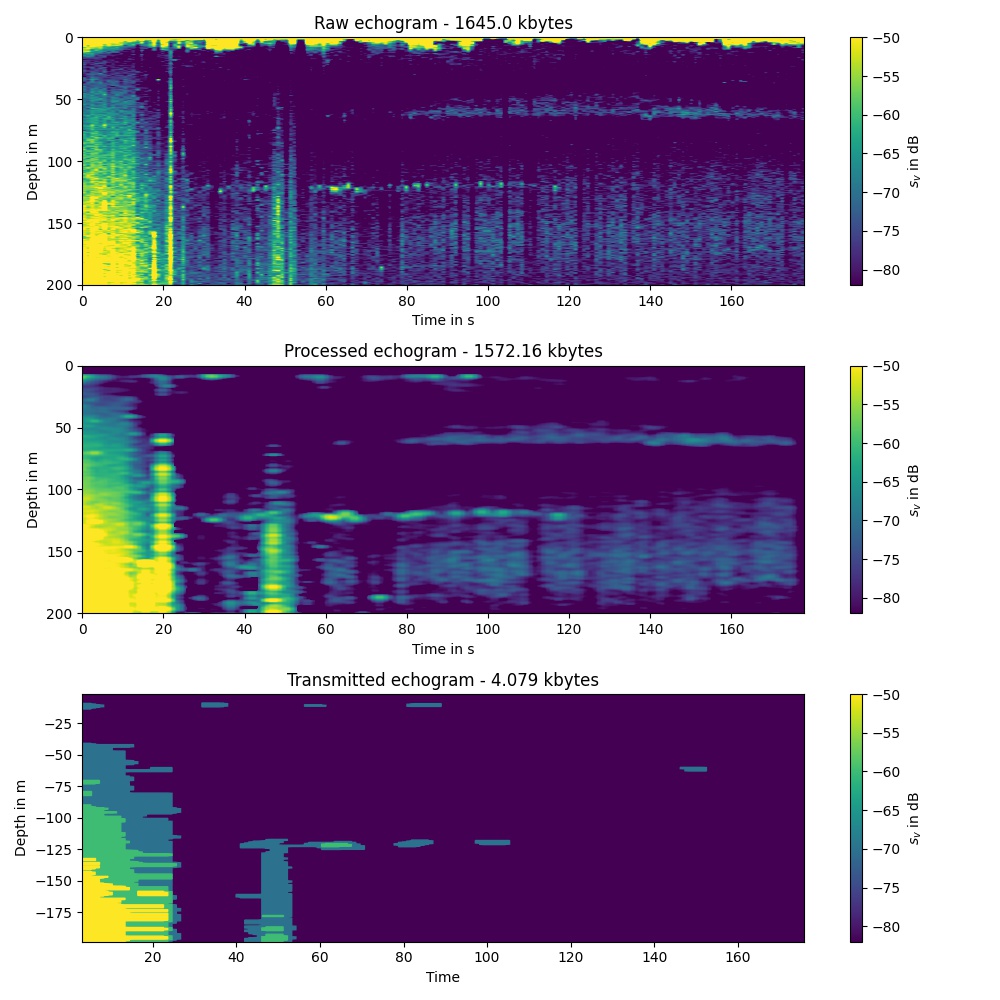 Raw echogram - 1645.0 kbytes
0
50
100
150
200
Depth in m
0 20 40 60 80 100 120 140 160
Time in s
−50
−55
−60
−65
−70
−75
−80
sv in dB
Processed echogram - 1572.16 kbytes
0
50
100
150
200
Depth in m
0 20 40 60 80 100 120 140 160
Time in s
−50
−55
−60
−65
−70
−75
−80
sv in dB
Transmitted echogram - 4.079 kbytes
−25
−50
−75
−100
−125
−150
−175
Depth in m
20 40 60 80 100 120 140 160
Time
−50
−55
−60
−65
−70
−75
−80
sv in dB